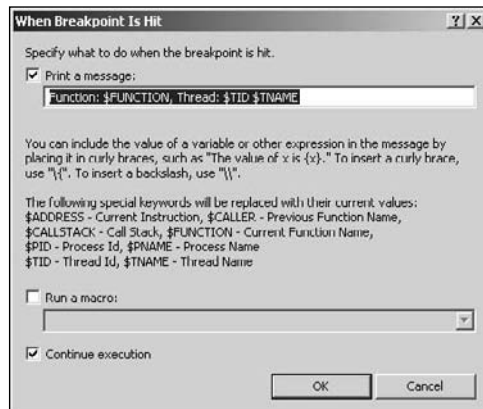 When Breakpoint Is Hit
Specify what to do when the breakpoint is hit.
Print a message:
Function: $FUNCTION, Thread: $TID $TNAME
You can include the value of a variable or other expression in the message by
placing it in curly braces, such as "The value of x is {x}." To insert a curly brace,
use "\{". To insert a backslash, use "\\".
The following special keywords will be replaced with their current values:
$ADDRESS - Current Instruction, $CALLER - Previous Function Name,
$CALLSTACK - Call Stack, $FUNCTION - Current Function Name,
$PID - Process Id, $PNAME - Process Name
$TID - Thread Id, $TNAME - Thread Name
Run a macro:
Continue execution
OK Cancel